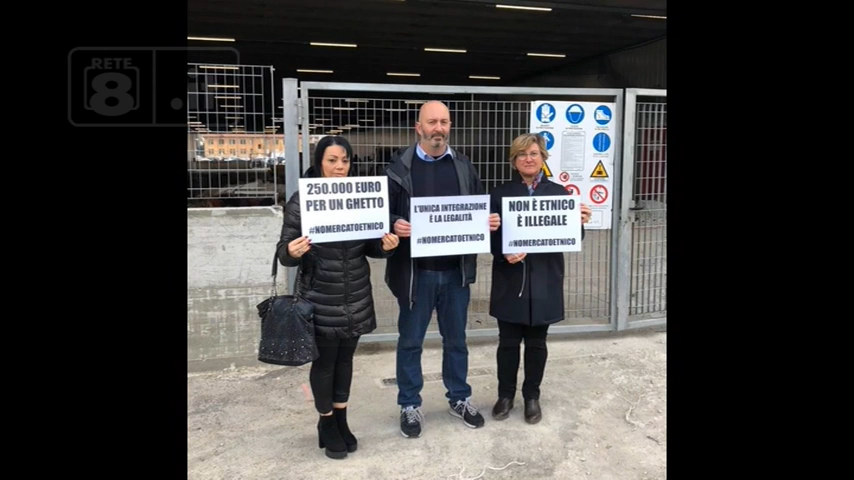 RETE
8
250.000 EURO
PER UN GHETTO
#NOMERCATOETNICO
L'UNICA INTEGRAZIONE
È LA LEGALITÀ
#NOMERCATOETNICO
NON È ETNICO
È ILLEGALE
#NOMERCATOETNICO